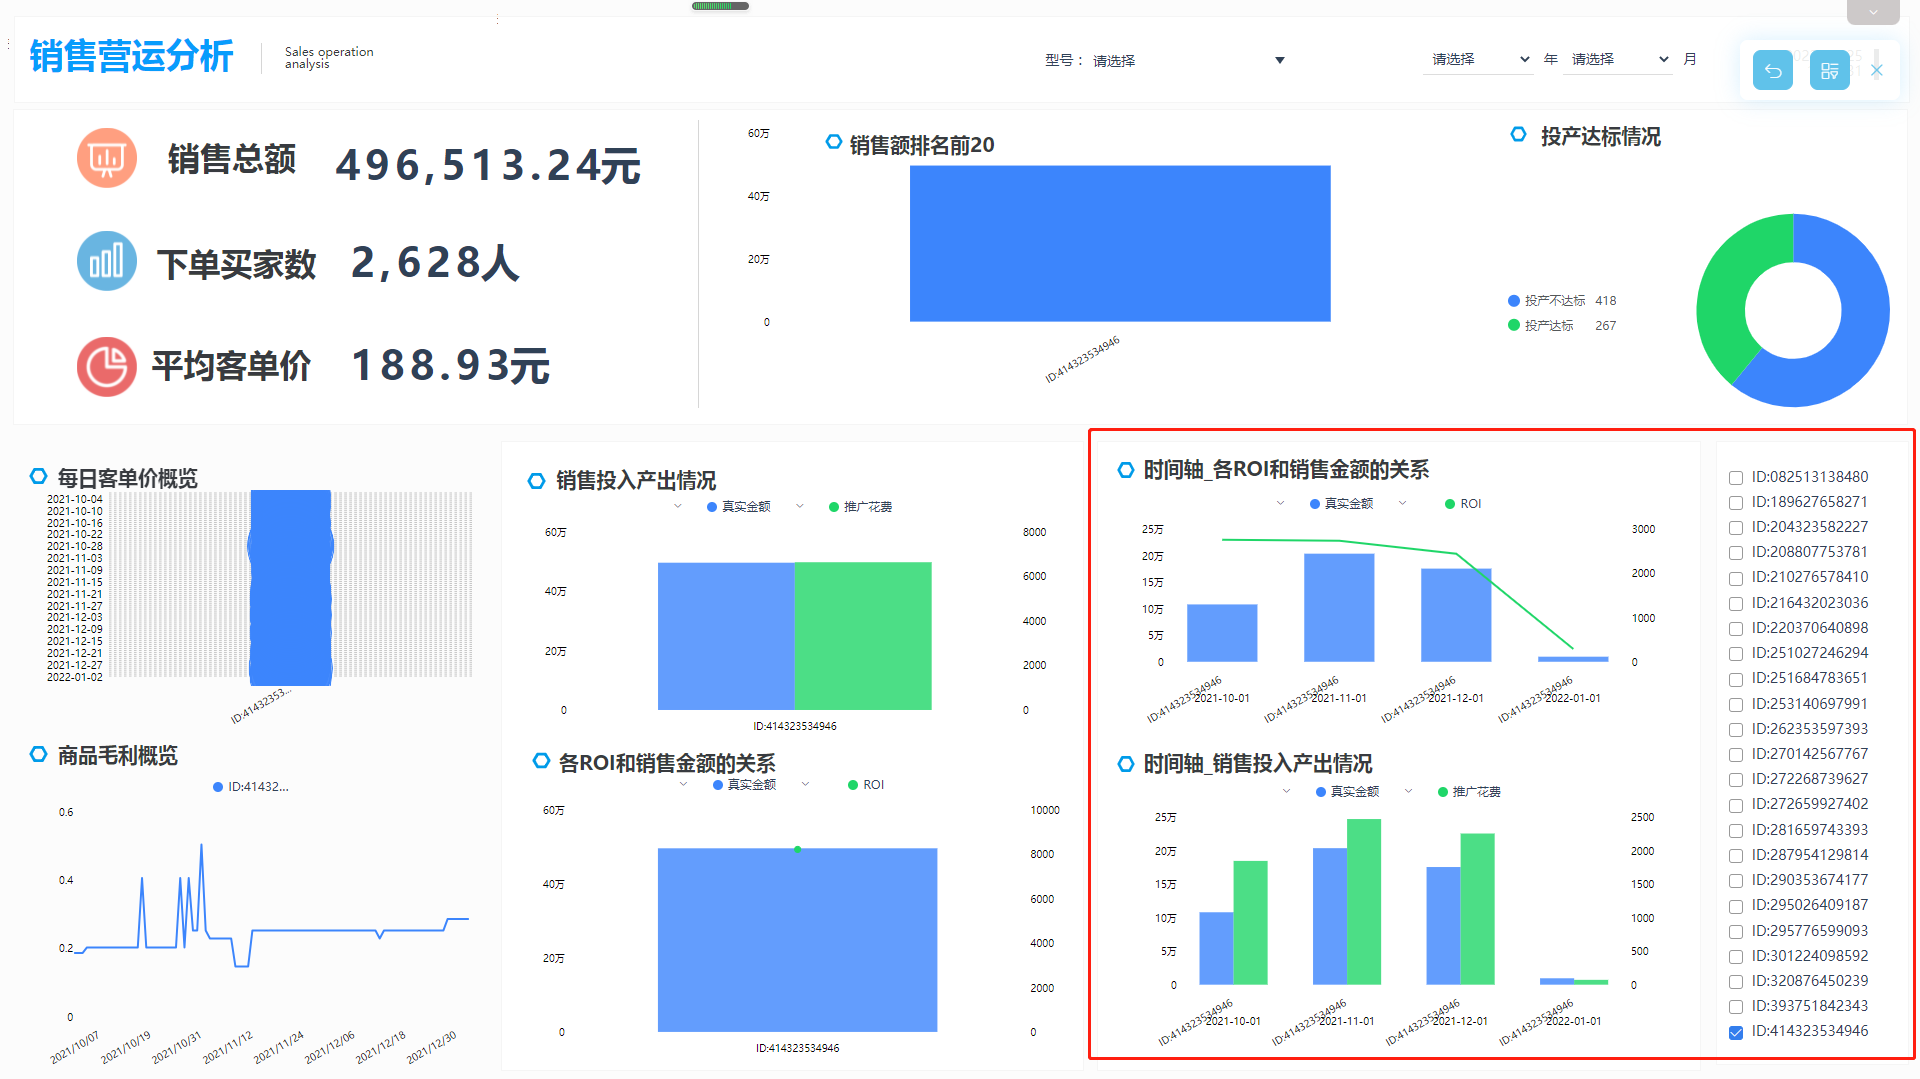 销售营运分析
Sales operation
analysis
型号： 请选择
请选择 年 请选择 月
销售总额 496,513.24元
下单买家数 2,628人
平均客单价 188.93元
销售额排名前20
60万
40万
20万
0
ID:414323534946
投产达标情况
投产不达标 418
投产达标 267
每日客单价概览
2021-10-04
2021-10-10
2021-10-16
2021-10-22
2021-10-28
2021-11-03
2021-11-09
2021-11-15
2021-11-21
2021-11-27
2021-12-03
2021-12-09
2021-12-15
2021-12-21
2021-12-27
2022-01-02
ID:41432353...
商品毛利概览
ID:41432...
0.6
0.4
0.2
0
2021/10/07
2021/10/19
2021/10/31
2021/11/12
2021/11/24
2021/12/06
2021/12/18
2021/12/30
销售投入产出情况
真实金额 推广花费
60万 8000
6000
40万
4000
20万
2000
0 0
ID:414323534946
各ROI和销售金额的关系
真实金额 ROI
60万 10000
8000
40万
6000
4000
20万
2000
0 0
ID:414323534946
时间轴_各ROI和销售金额的关系
真实金额 ROI
25万 3000
20万
15万 2000
10万
5万 1000
0 0
ID:414323534946 ID:414323534946 ID:414323534946 ID:414323534946
2021-10-01 2021-11-01 2021-12-01 2022-01-01
时间轴_销售投入产出情况
真实金额 推广花费
25万 2500
20万 2000
15万 1500
10万 1000
5万 500
0 0
ID:414323534946 ID:414323534946 ID:414323534946 ID:414323534946
2021-10-01 2021-11-01 2021-12-01 2022-01-01
ID:082513138480
ID:189627658271
ID:204323582227
ID:208807753781
ID:210276578410
ID:216432023036
ID:220370640898
ID:251027246294
ID:251684783651
ID:253140697991
ID:262353597393
ID:270142567767
ID:272268739627
ID:272659927402
ID:281659743393
ID:287954129814
ID:290353674177
ID:295026409187
ID:295776599093
ID:301224098592
ID:320876450239
ID:393751842343
ID:414323534946